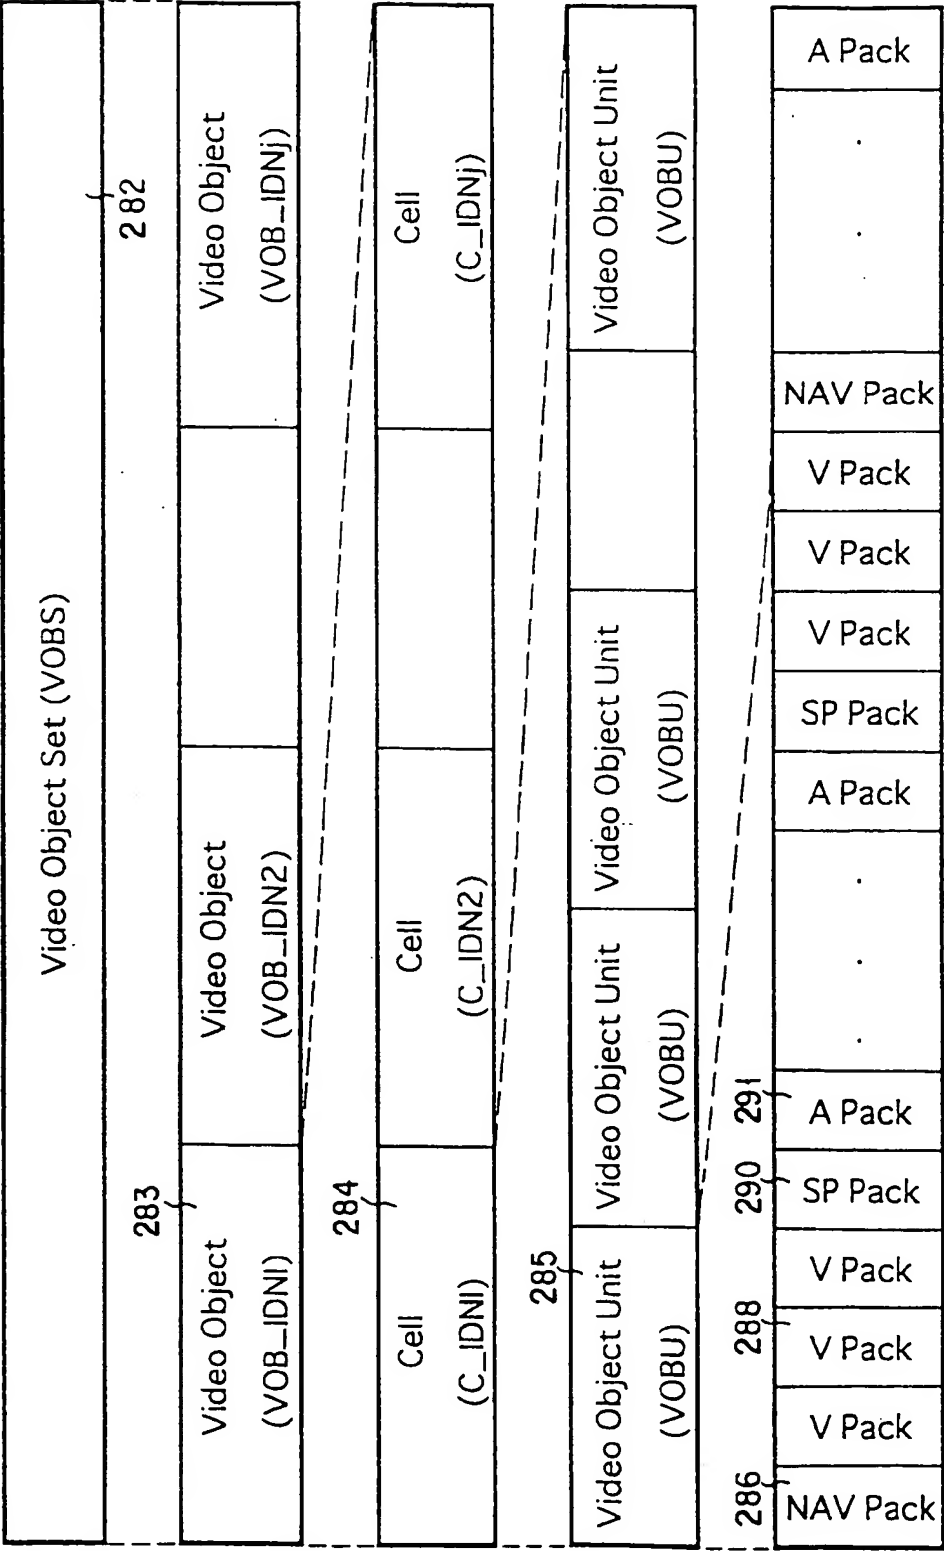 Video Object Set (VOBS)
282
283
Video Object
(VOB_IDN1)
Video Object
(VOB_IDN2)
Video Object
(VOB_IDNj)
284
Cell
(C_IDN1)
Cell
(C_IDN2)
Cell
(C_IDNj)
285
Video Object Unit
(VOBU)
Video Object Unit
(VOBU)
Video Object Unit
(VOBU)
Video Object Unit
(VOBU)
286
288
290
291
NAV Pack
V Pack
V Pack
V Pack
SP Pack
A Pack
. . .
A Pack
SP Pack
V Pack
V Pack
V Pack
NAV Pack
. .
A Pack